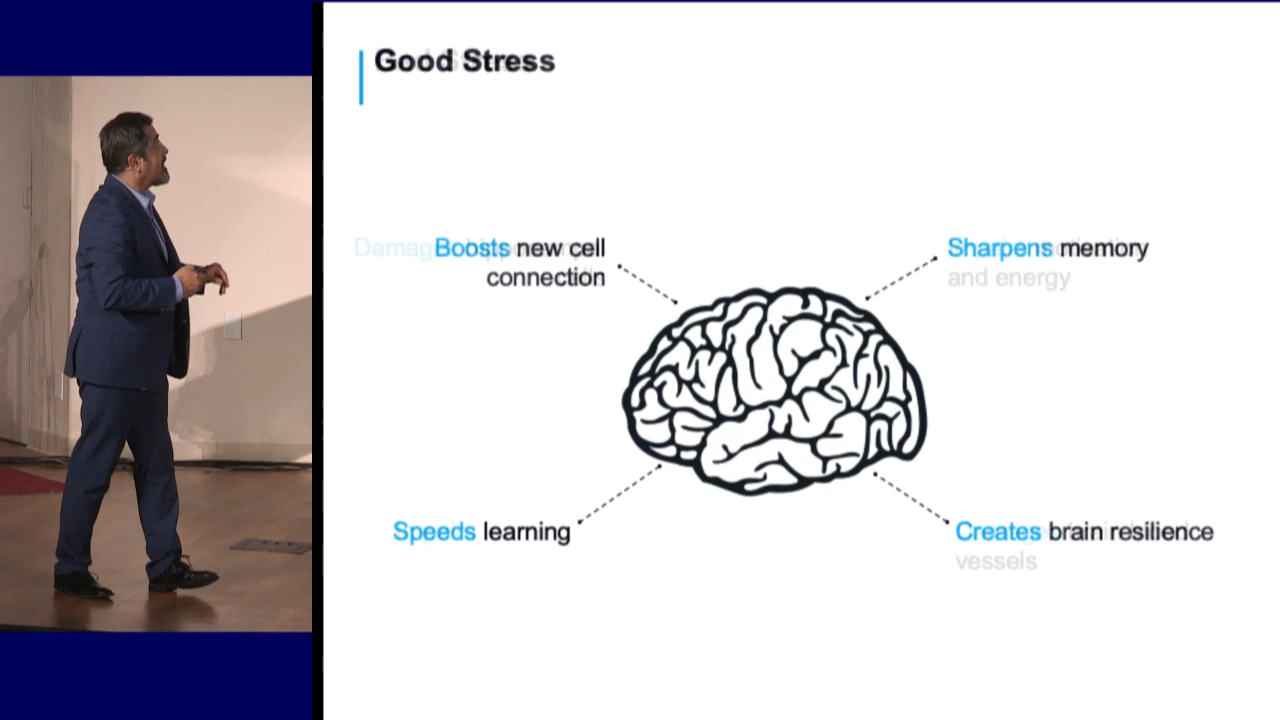 Good Stress
Boosts new cell
connection
Sharpens memory
and energy
Speeds learning
Creates brain resilience
vessels